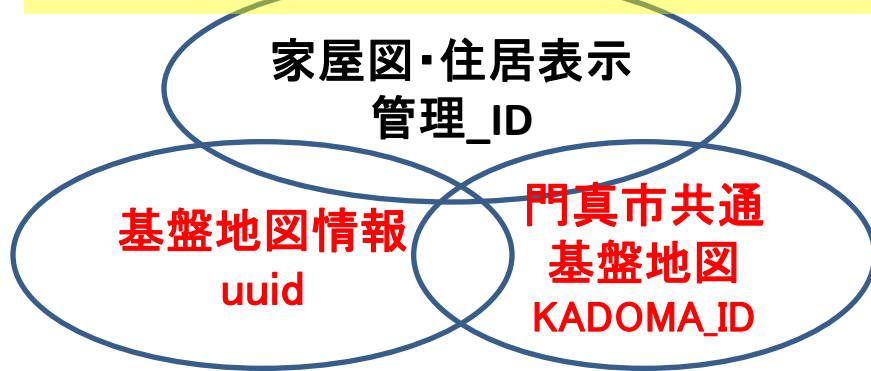 家屋図・住居表示
管理_ID
基盤地図情報
uuid
門真市共通
基盤地図
KADOMA_ID